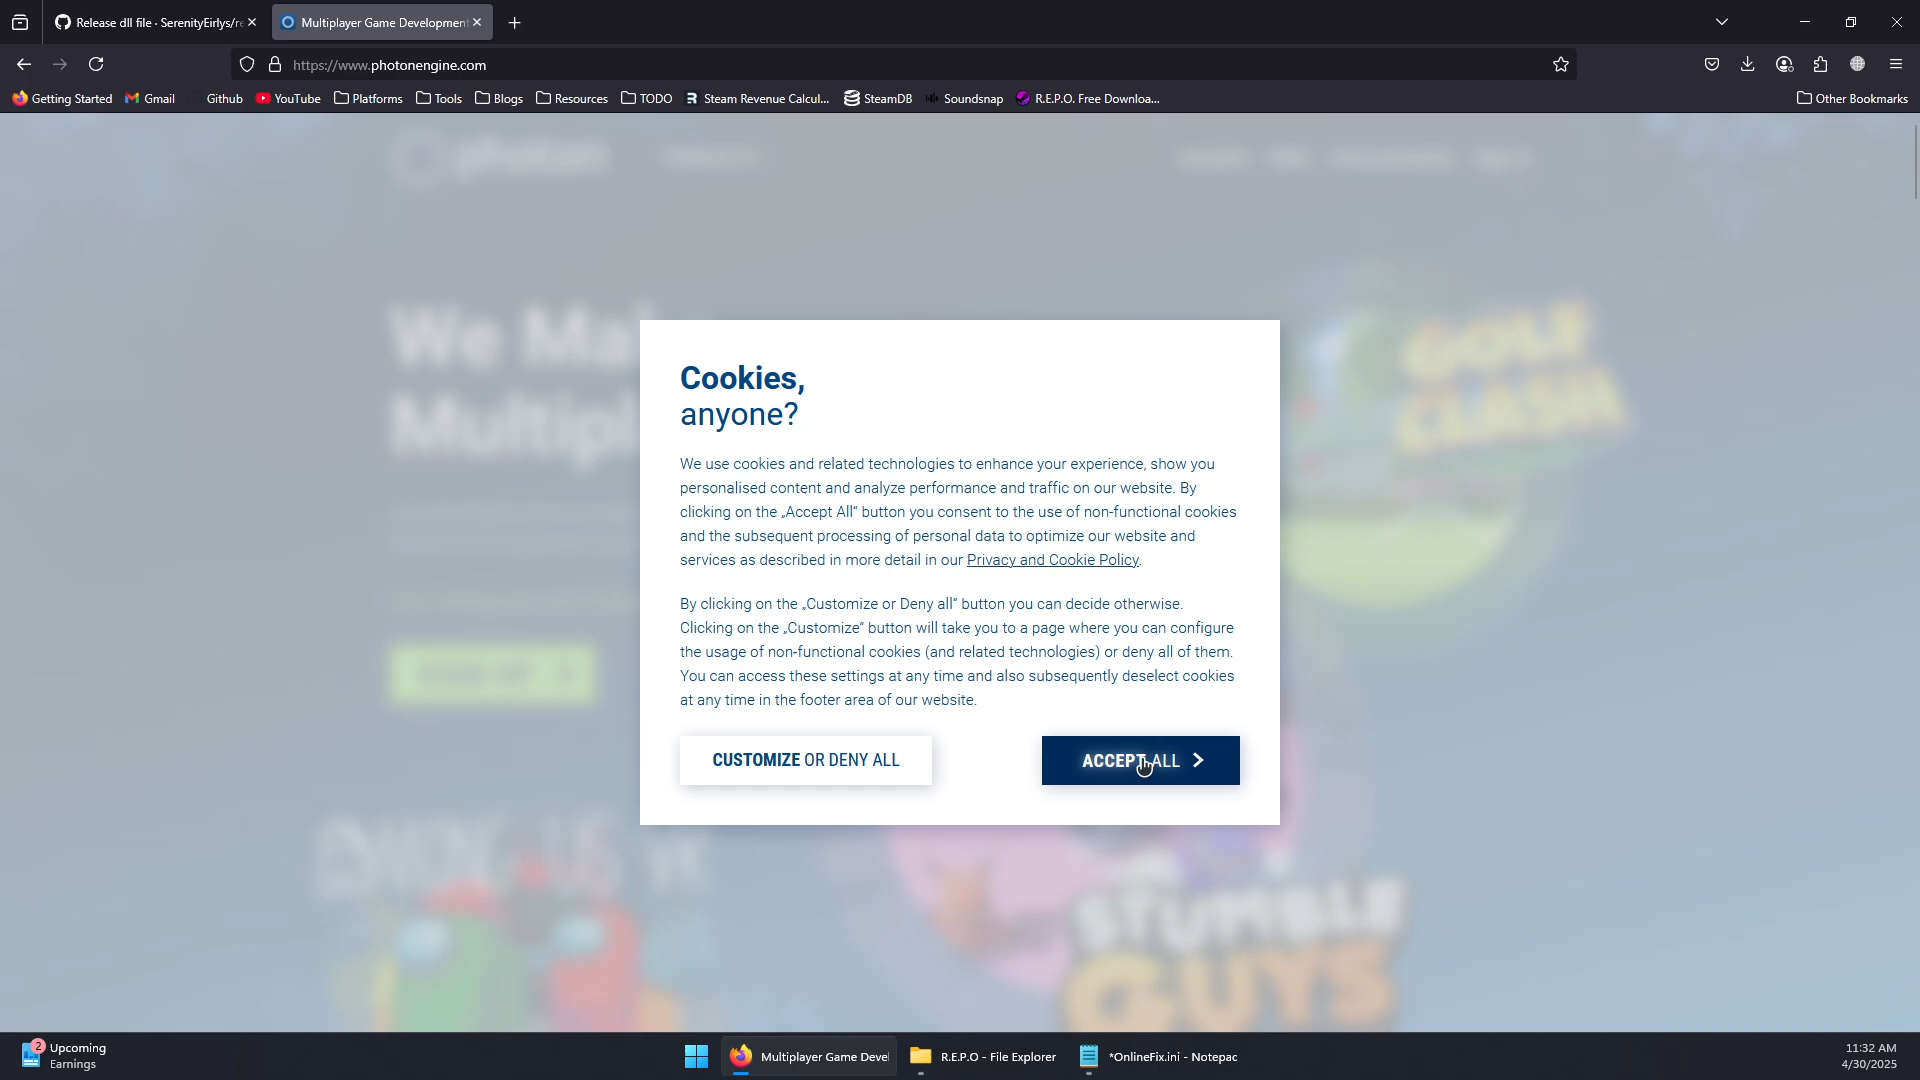 Release dll file · SerenityEirlys/re
Multiplayer Game Development
https://www.photonengine.com
Getting Started
Gmail
Github
YouTube
Platforms
Tools
Blogs
Resources
TODO
Steam Revenue Calcul...
SteamDB
Soundsnap
R.E.P.O. Free Downloa...
Other Bookmarks
photon
We Mak
Multipl
GOLF
CLASH
Cookies,
anyone?
We use cookies and related technologies to enhance your experience, show you
personalised content and analyze performance and traffic on our website. By
clicking on the „Accept All“ button you consent to the use of non-functional cookies
and the subsequent processing of personal data to optimize our website and
services as described in more detail in our Privacy and Cookie Policy.
By clicking on the „Customize or Deny all“ button you can decide otherwise.
Clicking on the „Customize“ button will take you to a page where you can configure
the usage of non-functional cookies (and related technologies) or deny all of them.
You can access these settings at any time and also subsequently deselect cookies
at any time in the footer area of our website.
CUSTOMIZE OR DENY ALL
ACCEPT ALL
STUMBLE
GUYS
2
Upcoming
Earnings
Multiplayer Game Devel
R.E.P.O - File Explorer
*OnlineFix.ini - Notepac
11:32 AM
4/30/2025